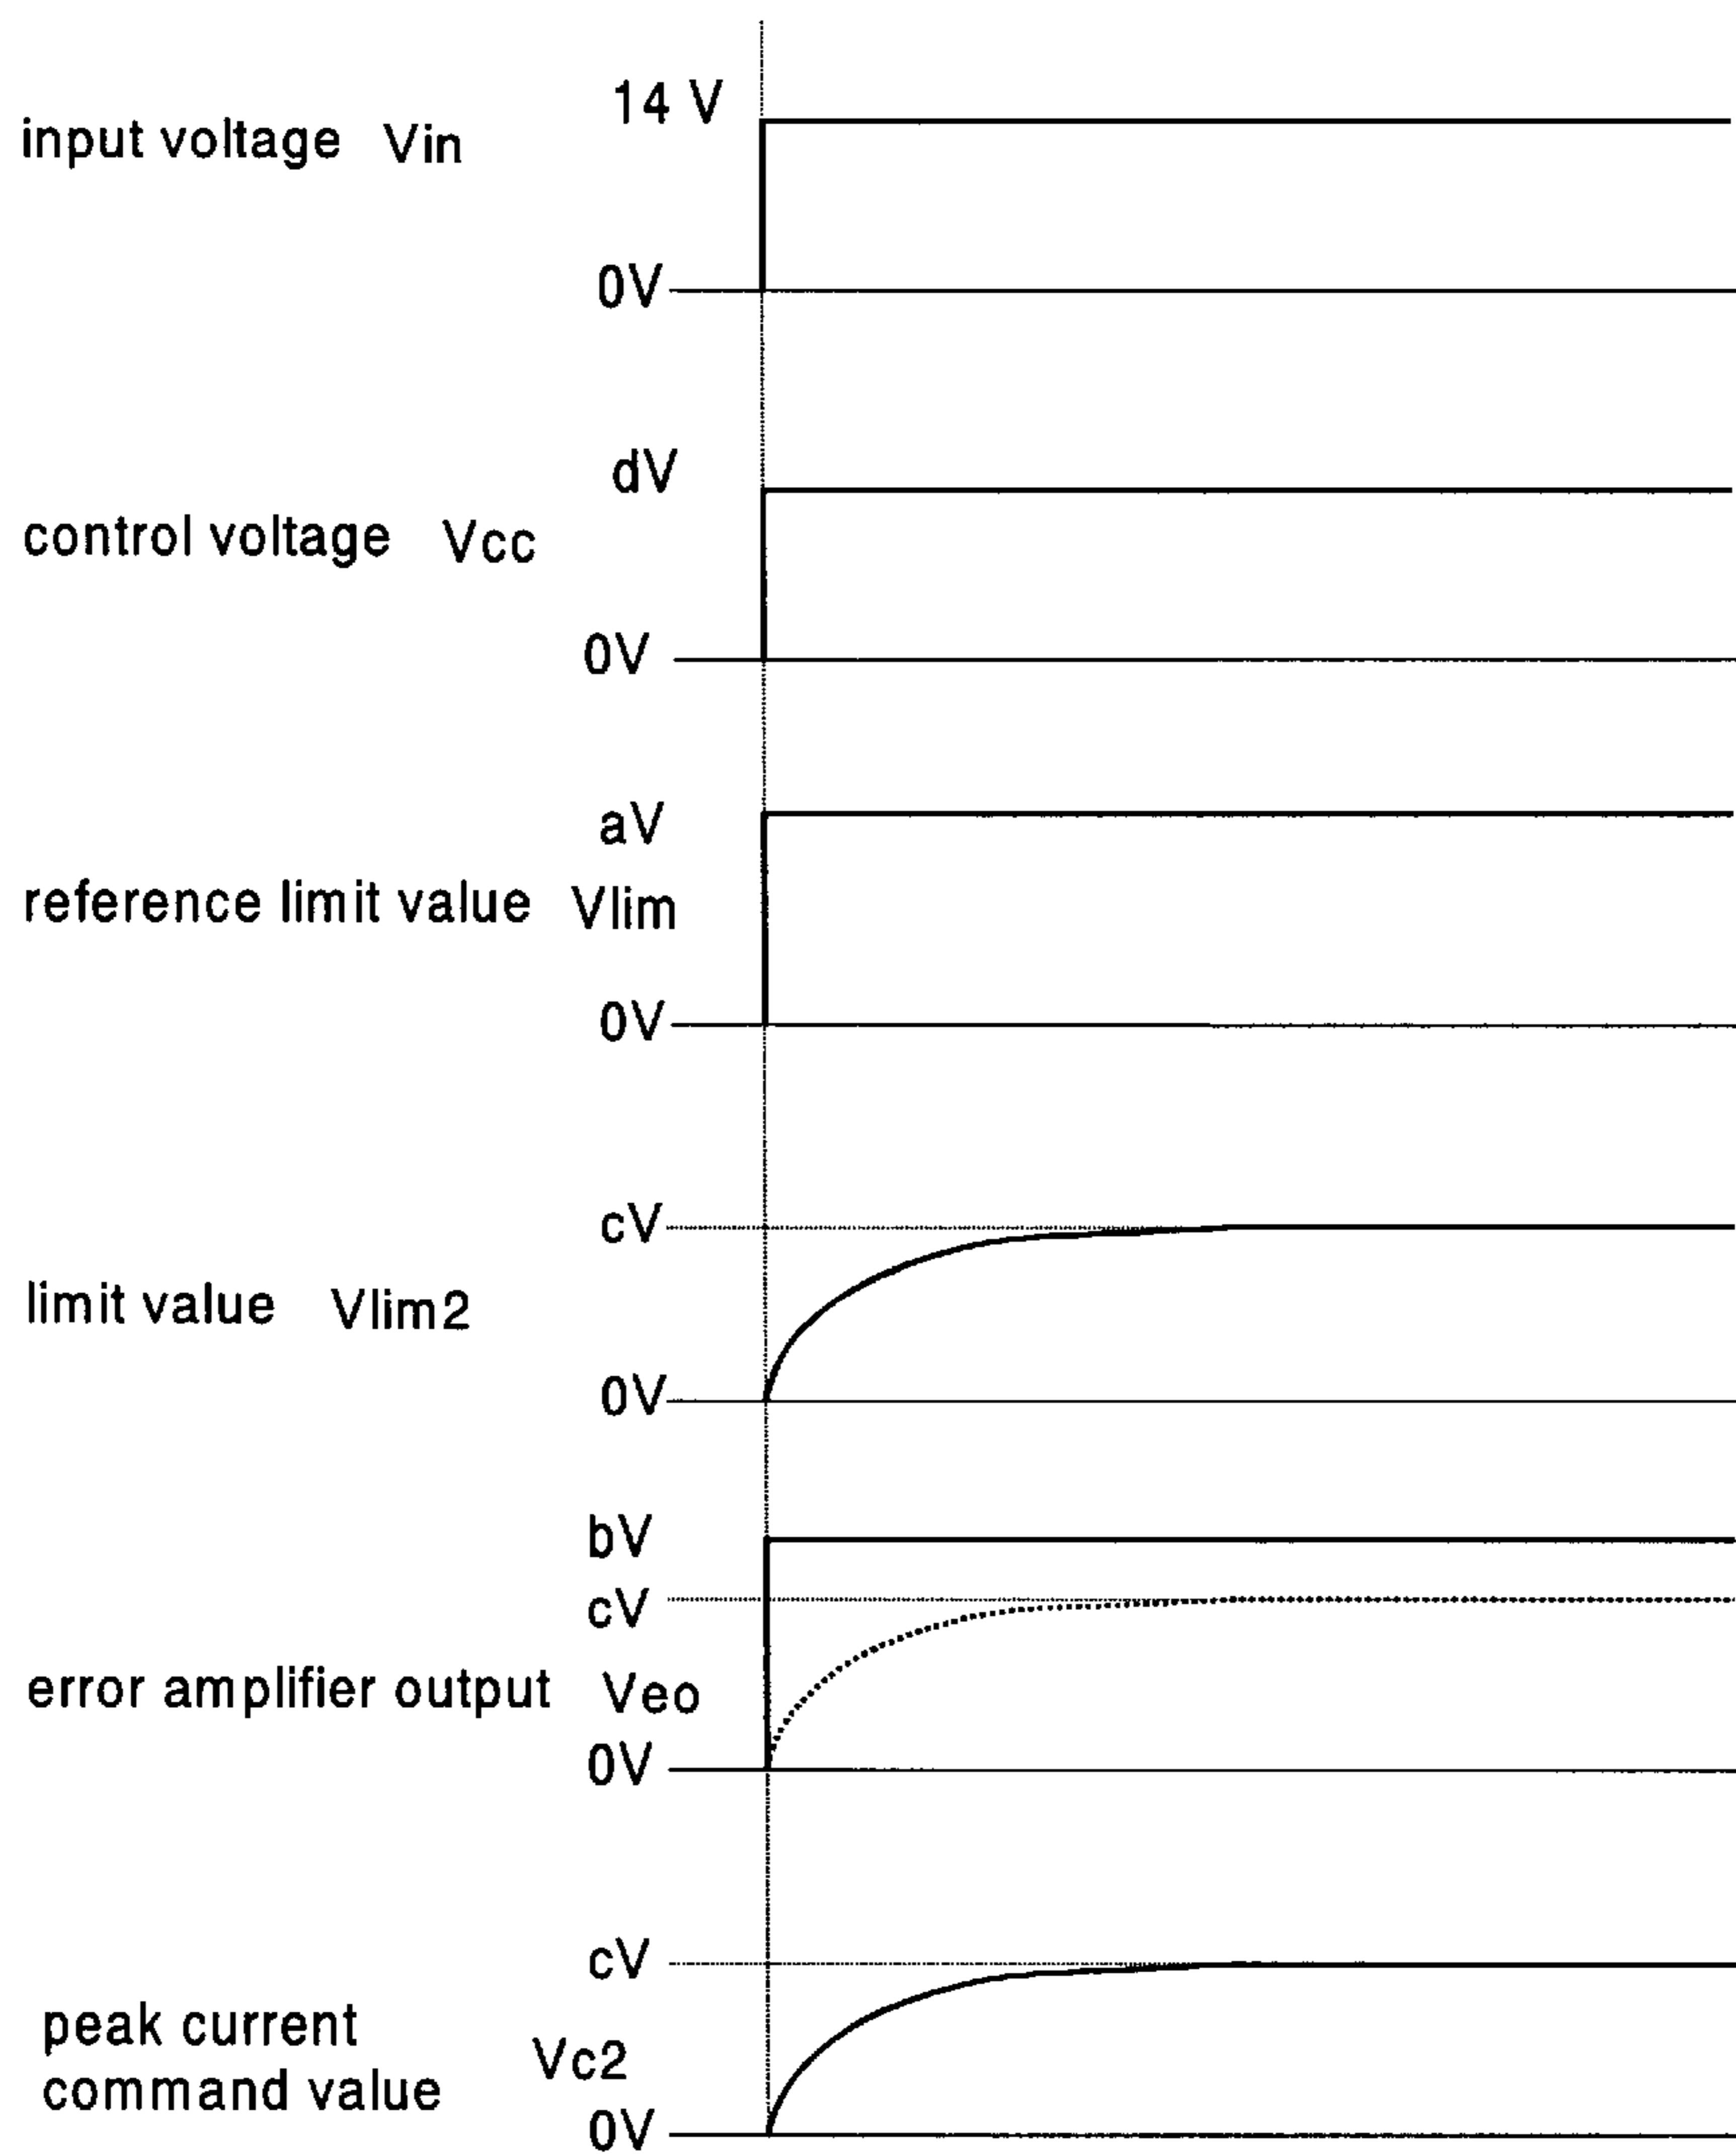 14 V
input voltage Vin
0V
dV
control voltage Vcc
0V
aV
reference limit value Vlim
0V
cV
limit value Vlim2
0V
bV
cV
error amplifier output Veo
0V
cV
peak current
command value Vc2
0V